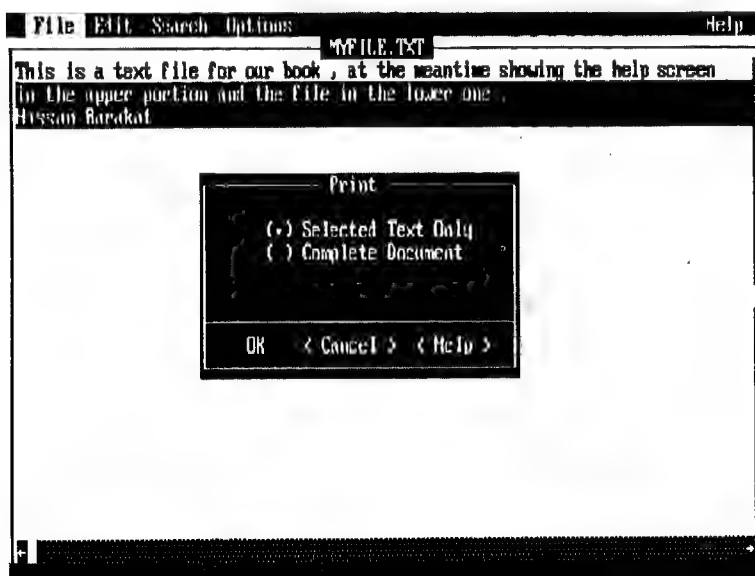 File Edit Search Options Help
MYFILE.TXT
This is a text file for our book , at the meantime showing the help screen
in the upper portion and the file in the lower one .
Hissan Barakat
Print
(•) Selected Text Only
( ) Complete Document
OK < Cancel > < Help >